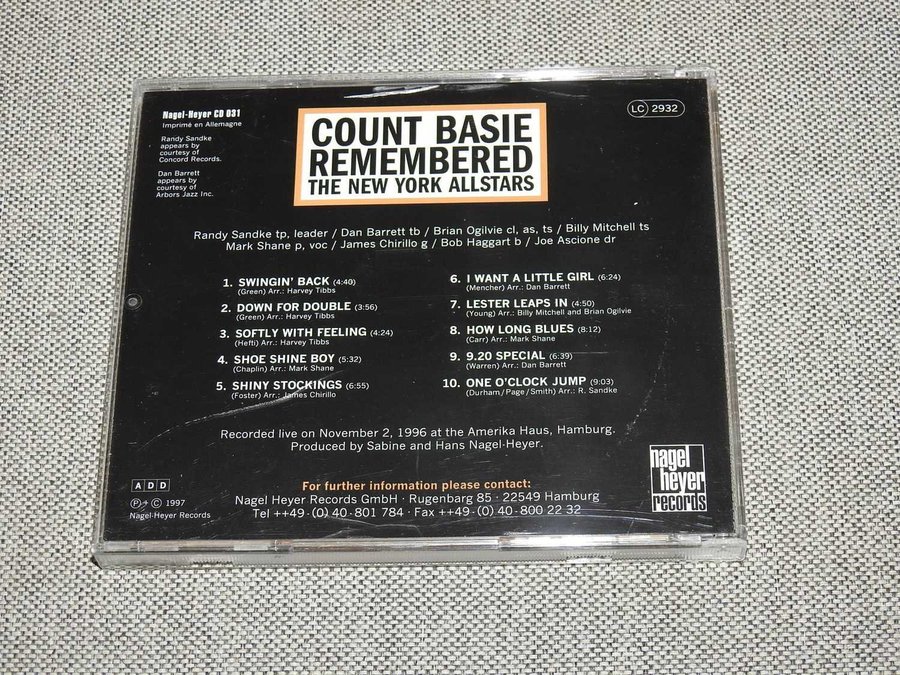 Nagel-Heyer CD 031
Imprimé en Allemagne
Randy Sandke
appears by
courtesy of
Concord Records.
Dan Barrett
appears by
courtesy of
Arbors Jazz Inc.
LC 2932
COUNT BASIE
REMEMBERED
THE NEW YORK ALLSTARS
Randy Sandke tp, leader / Dan Barrett tb / Brian Ogilvie cl, as, ts / Billy Mitchell ts
Mark Shane p, voc / James Chirillo g / Bob Haggart b / Joe Ascione dr
1. SWINGIN' BACK (4:40)
(Green) Arr.: Harvey Tibbs
2. DOWN FOR DOUBLE (3:56)
(Green) Arr.: Harvey Tibbs
3. SOFTLY WITH FEELING (4:24)
(Hefti) Arr.: Harvey Tibbs
4. SHOE SHINE BOY (5:32)
(Chaplin) Arr.: Mark Shane
5. SHINY STOCKINGS (6:55)
(Foster) Arr.: James Chirillo
6. I WANT A LITTLE GIRL (6:24)
(Mencher) Arr.: Dan Barrett
7. LESTER LEAPS IN (4:50)
(Young) Arr.: Billy Mitchell and Brian Ogilvie
8. HOW LONG BLUES (8:12)
(Carr) Arr.: Mark Shane
9. 9.20 SPECIAL (6:39)
(Warren) Arr.: Dan Barrett
10. ONE O'CLOCK JUMP (9:03)
(Durham/Page/Smith) Arr.: R. Sandke
Recorded live on November 2, 1996 at the Amerika Haus, Hamburg.
Produced by Sabine and Hans Nagel-Heyer.
ADD
℗+© 1997
Nagel-Heyer Records
For further information please contact:
Nagel Heyer Records GmbH · Rugenbarg 85 · 22549 Hamburg
Tel ++49-(0) 40-801 784 · Fax ++49-(0) 40-800 22 32
nagel
heyer
records